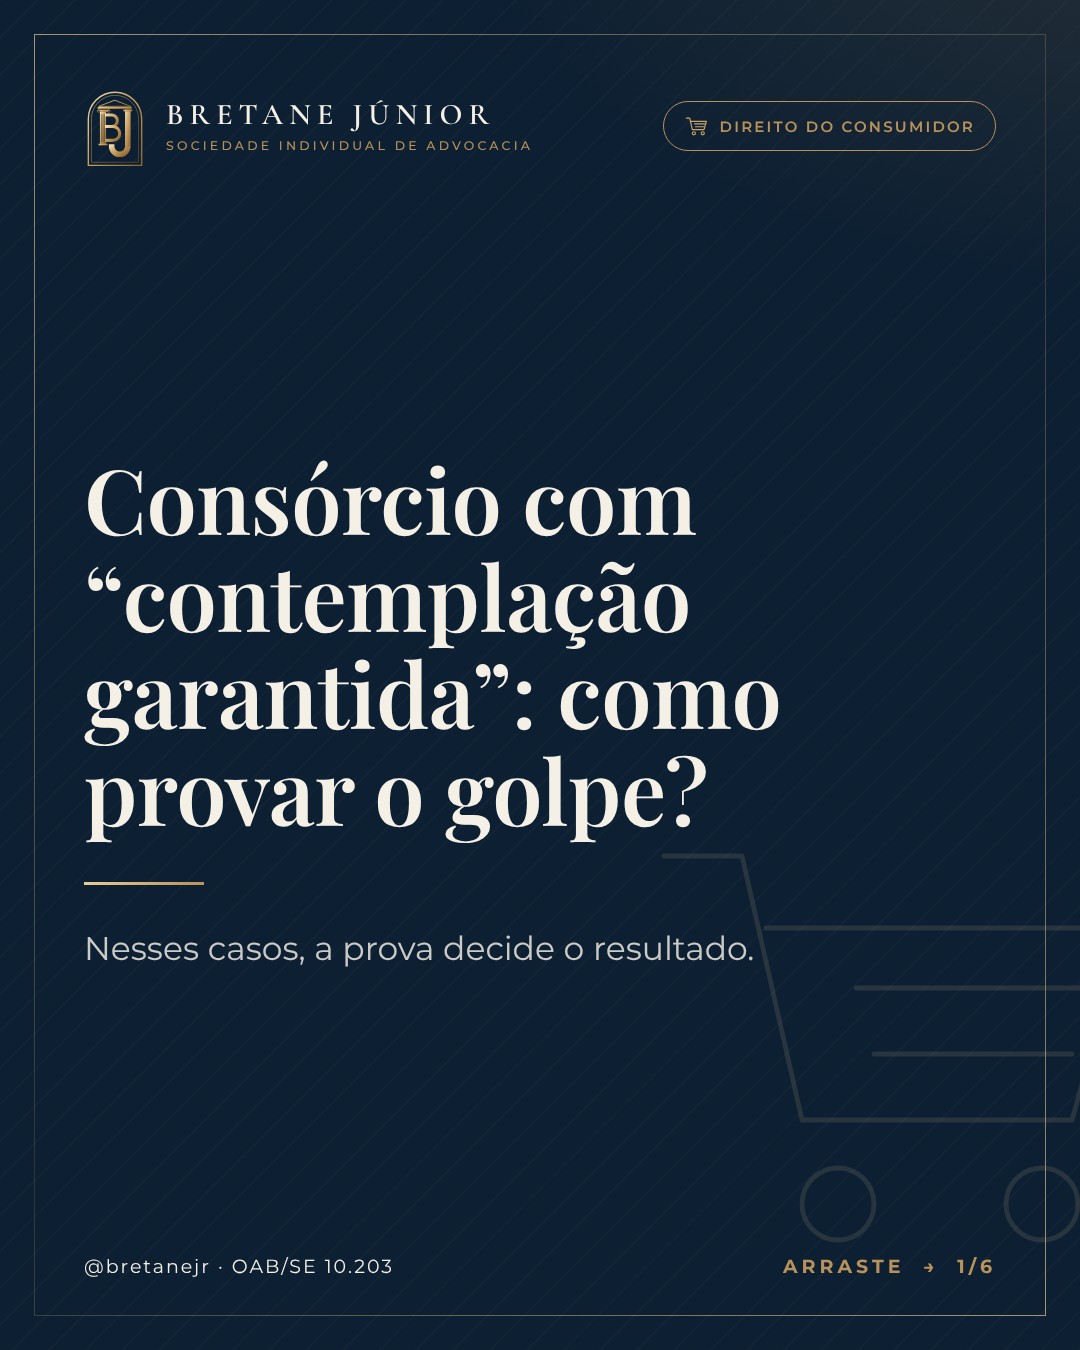 BRETANE JÚNIOR
SOCIEDADE INDIVIDUAL DE ADVOCACIA
DIREITO DO CONSUMIDOR
Consórcio com
“contemplação
garantida”: como
provar o golpe?
Nesses casos, a prova decide o resultado.
@bretanejr · OAB/SE 10.203
ARRASTE → 1/6